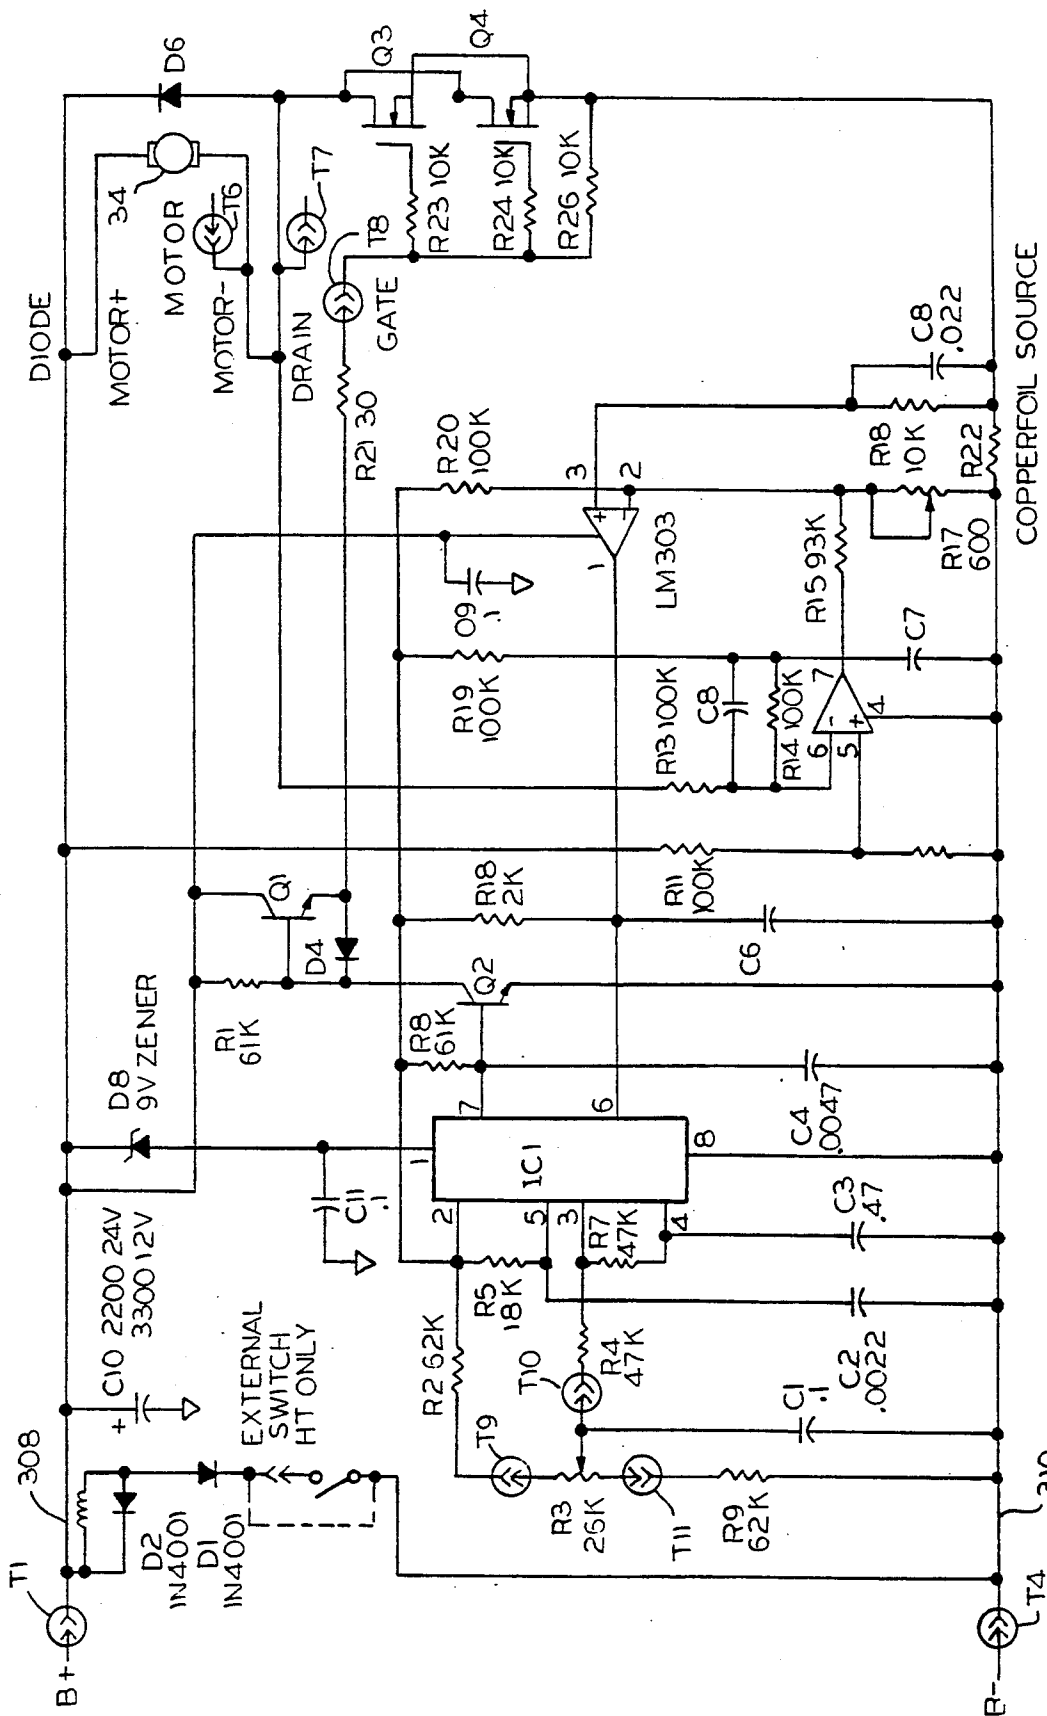 B+
T1
308
D2
1N4001
D1
1N4001
EXTERNAL
SWITCH
HT ONLY
+
C10 2200 24V
3300 12V
D8
9V ZENER
C11
.1
R1
61K
Q1
D4
DIODE
MOTOR+
34
MOTOR
T6
MOTOR-
DRAIN
T7
T8
GATE
R21 30
D6
Q3
Q4
R23 10K
R24 10K
R26 10K
R2 62K
T9
R3
26K
T10
R4
47K
T11
R9
62K
R5
18K
R7
47K
IC1
1
2
5
3
4
7
6
8
R8
61K
Q2
R18
2K
R11
100K
R19
100K
O9
.1
R20
100K
LM303
3
2
1
+
-
R13 100K
C8
R14 100K
6
5
7
4
-
+
R15 93K
C7
R17
600
R18
10K
R22
C8
.022
C1
.1
C2
.0022
C3
.47
C4
.0047
C6
B-
T4
310
COPPERFOIL SOURCE